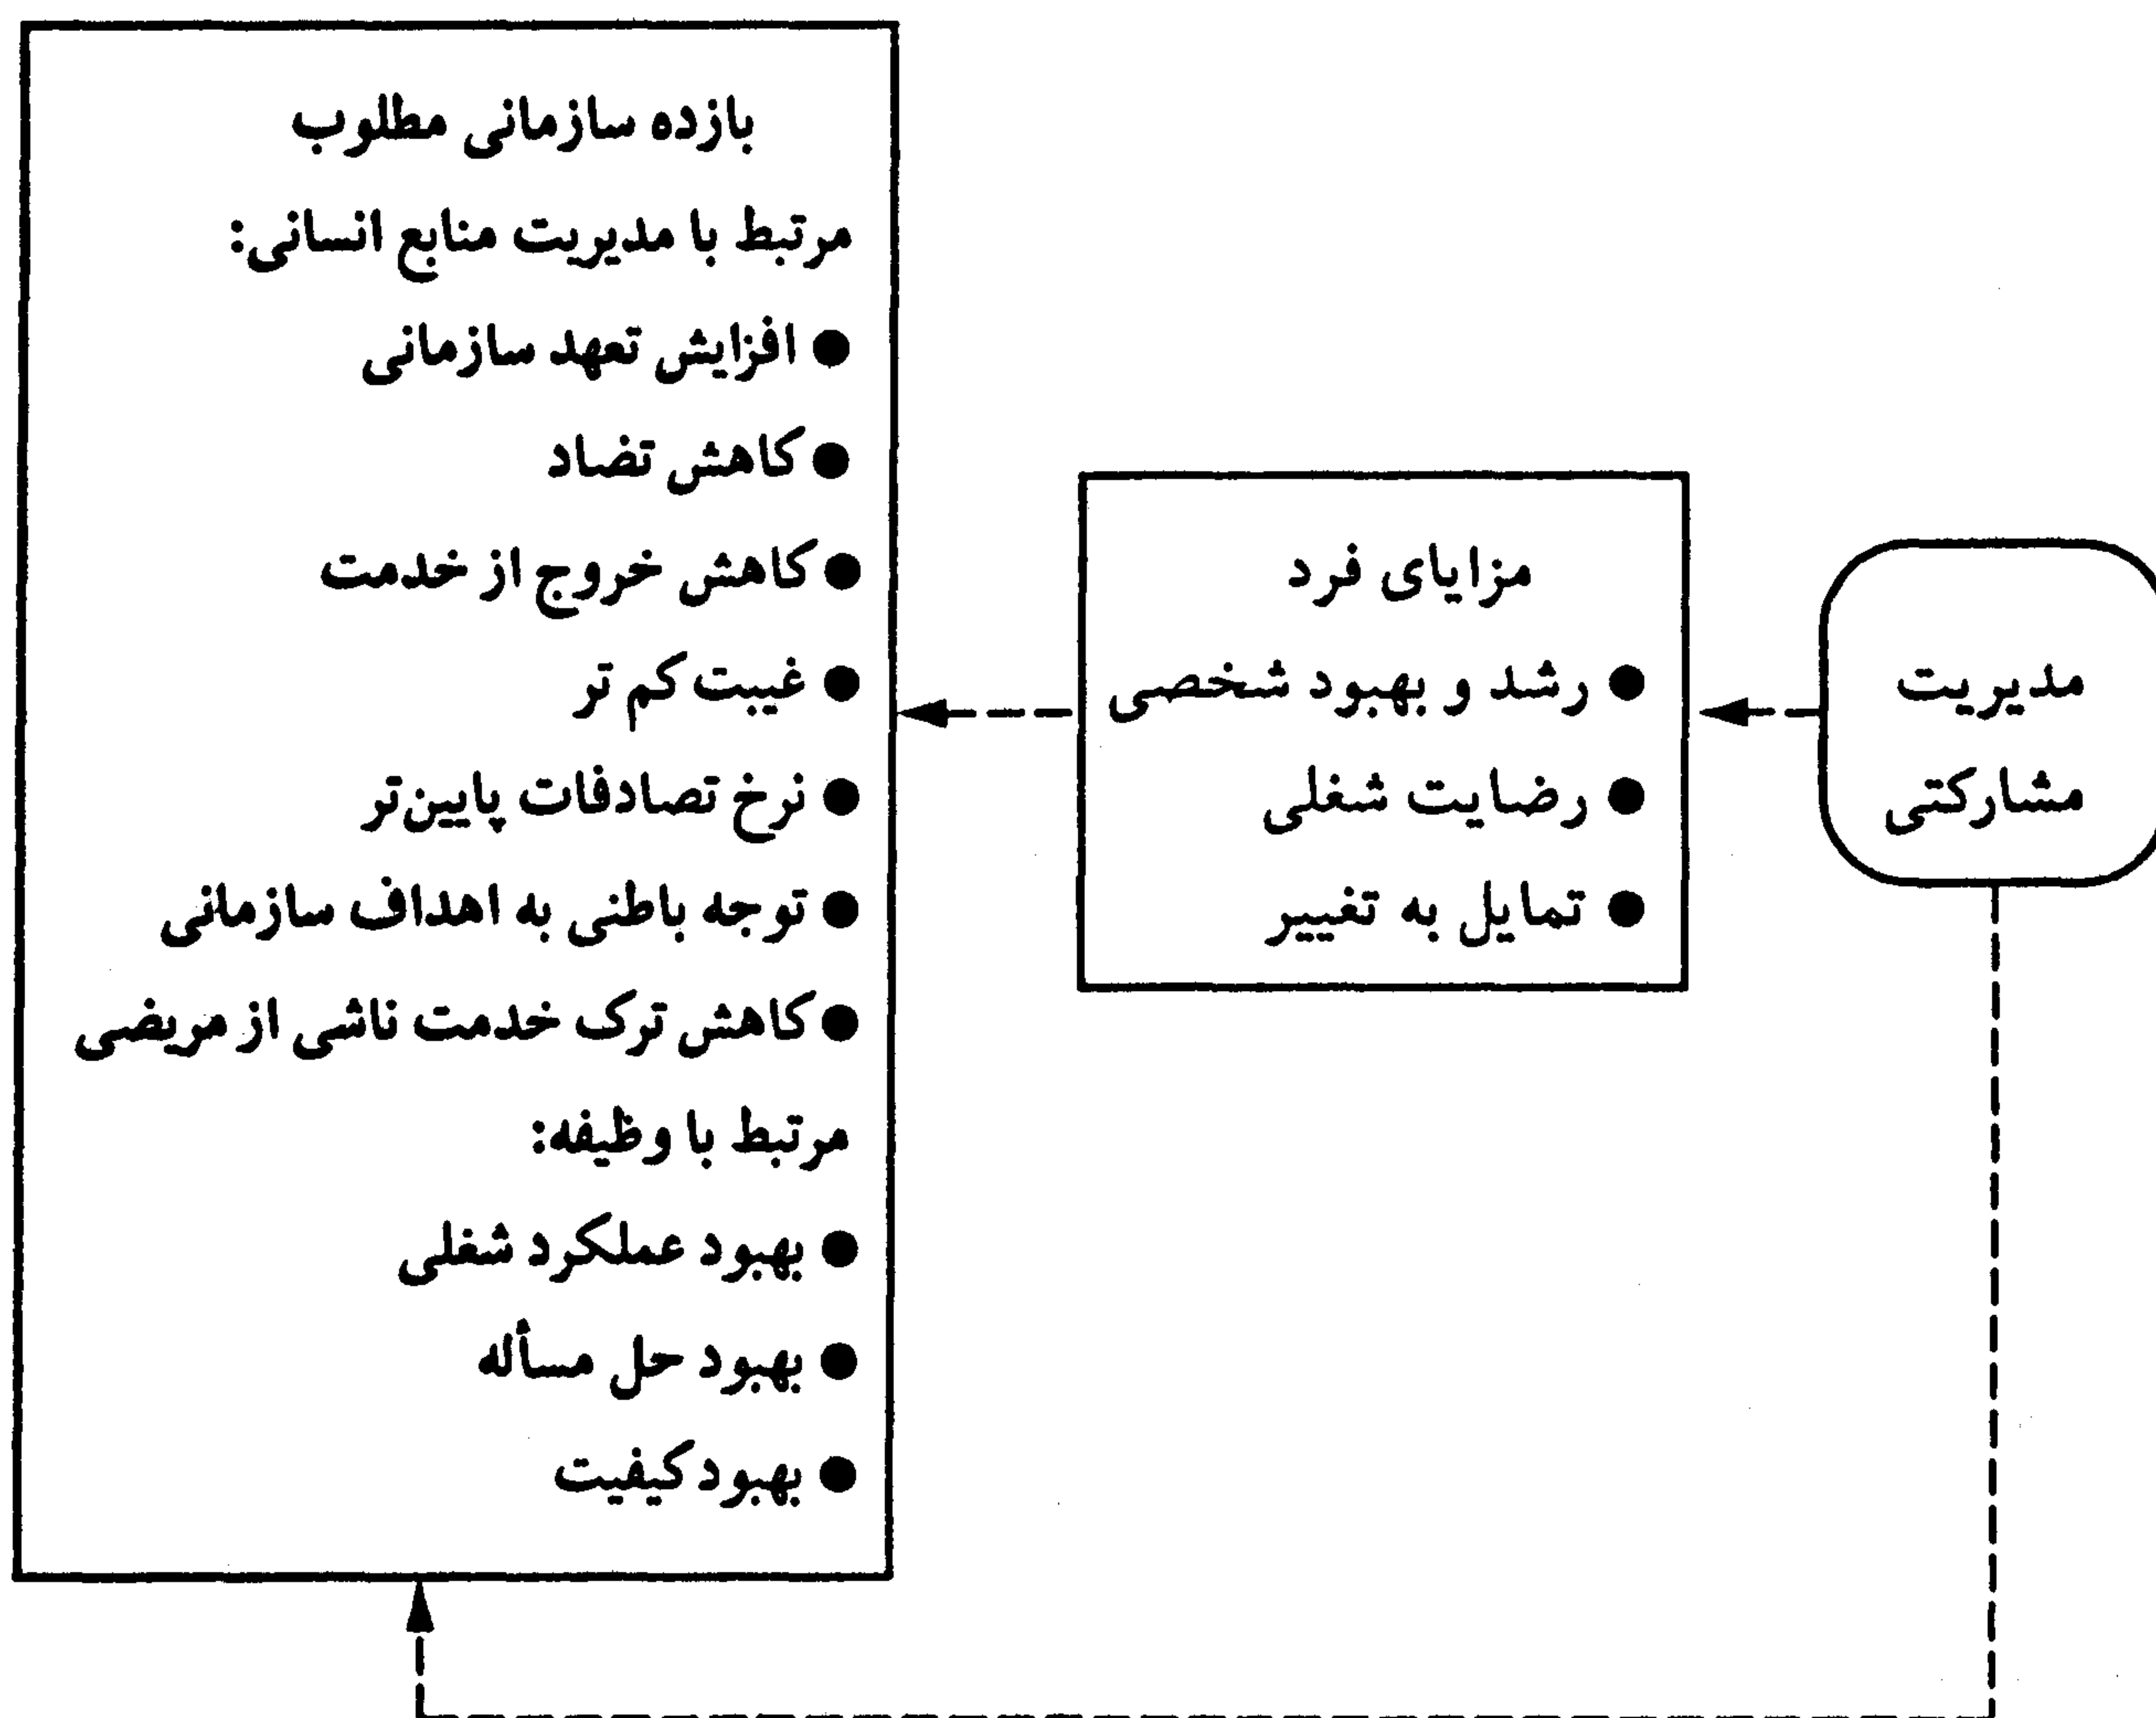 مدیریت
مشارکتی
مزایای فرد
● رشد و بهبود شخصی
● رضایت شغلی
● تمایل به تغییر
بازده سازمانی مطلوب
مرتبط با مدیریت منابع انسانی:
● افزایش تعهد سازمانی
● کاهش تضاد
● کاهش خروج از خدمت
● غیبت کم تر
● نرخ تصادفات پایین‌تر
● توجه باطنی به اهداف سازمانی
● کاهش ترک خدمت ناشی از مریضی
مرتبط با وظیفه:
● بهبود عملکرد شغلی
● بهبود حل مسأله
● بهبود کیفیت